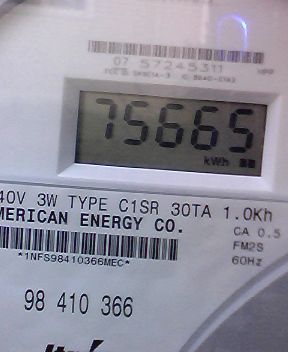 07 57245311
75665
kWh
40V 3W TYPE C1SR 30TA 1.0Kh
MERICAN ENERGY CO.
CA 0.5
FM2S
*1NFS98410366MEC*
60Hz
98 410 366